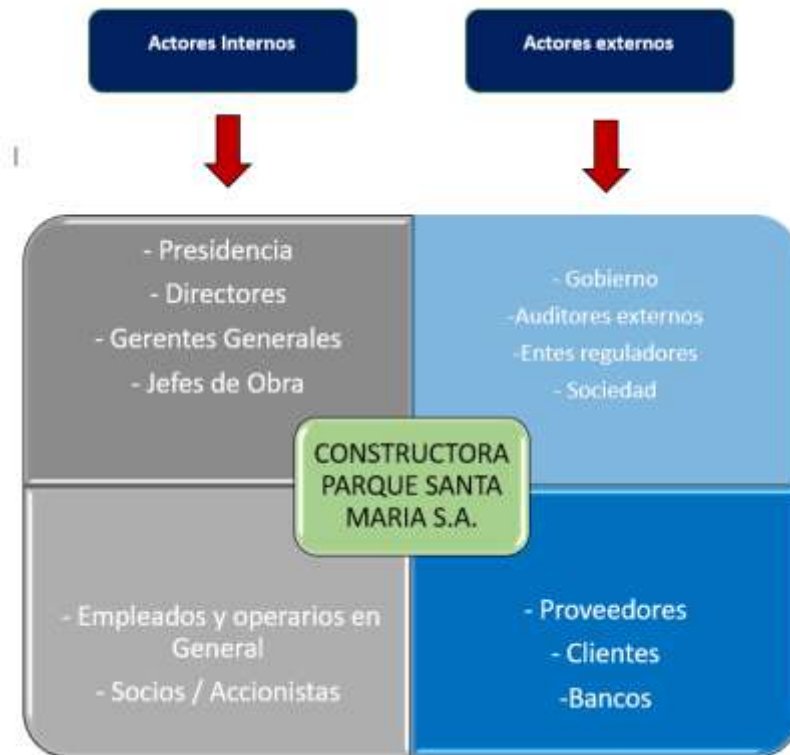 Actores Internos
Actores externos
- Presidencia
- Directores
- Gerentes Generales
- Jefes de Obra
- Gobierno
-Auditores externos
-Entes reguladores
- Sociedad
CONSTRUCTORA
PARQUE SANTA
MARIA S.A.
- Empleados y operarios en
General
- Socios / Accionistas
- Proveedores
- Clientes
-Bancos